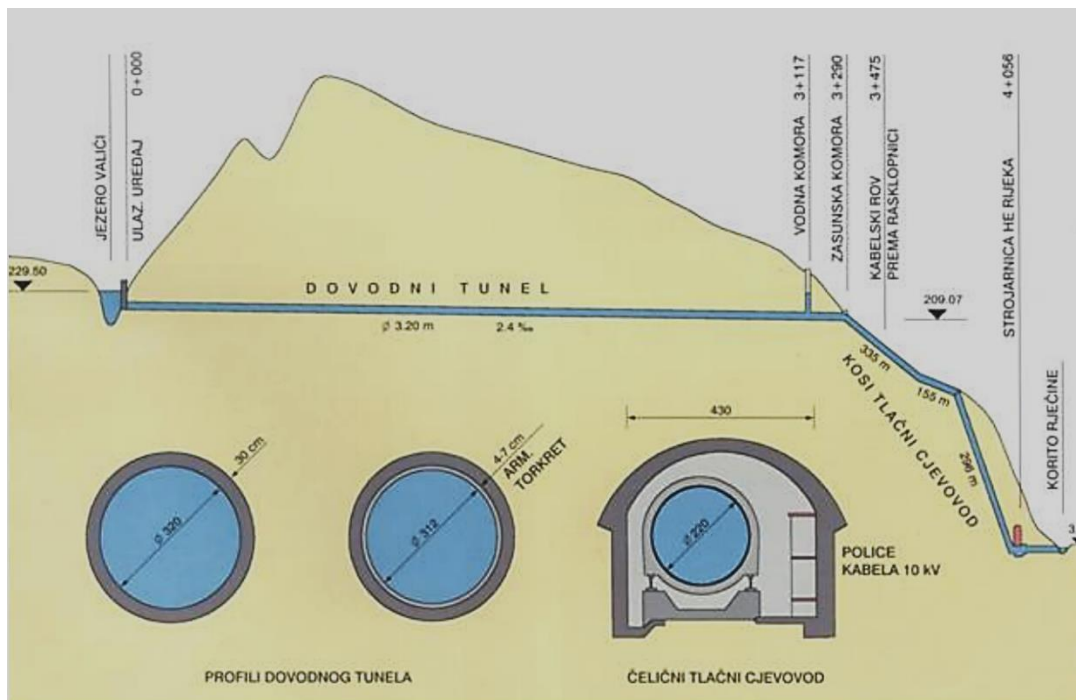 JEZERO VALIĆI
ULAZ. UREĐAJ
0 + 000
VODNA KOMORA 3 + 117
ZASUNSKA KOMORA 3 + 290
KABELSKI ROV 3 + 475
PREMA RASKLOPNICI
STROJARNICA HE RIJEKA 4 + 056
KORITO RJEČINE
229.50
DOVODNI TUNEL
Ø 3.20 m 2.4 ‰
209.07
335 m
155 m
296 m
KOSI TLAČNI CJEVOVOD
30 cm
Ø 320
4-7 cm
ARM.
TORKRET
Ø 312
430
Ø 220
POLICE
KABELA 10 kV
PROFILI DOVODNOG TUNELA
ČELIČNI TLAČNI CJEVOVOD